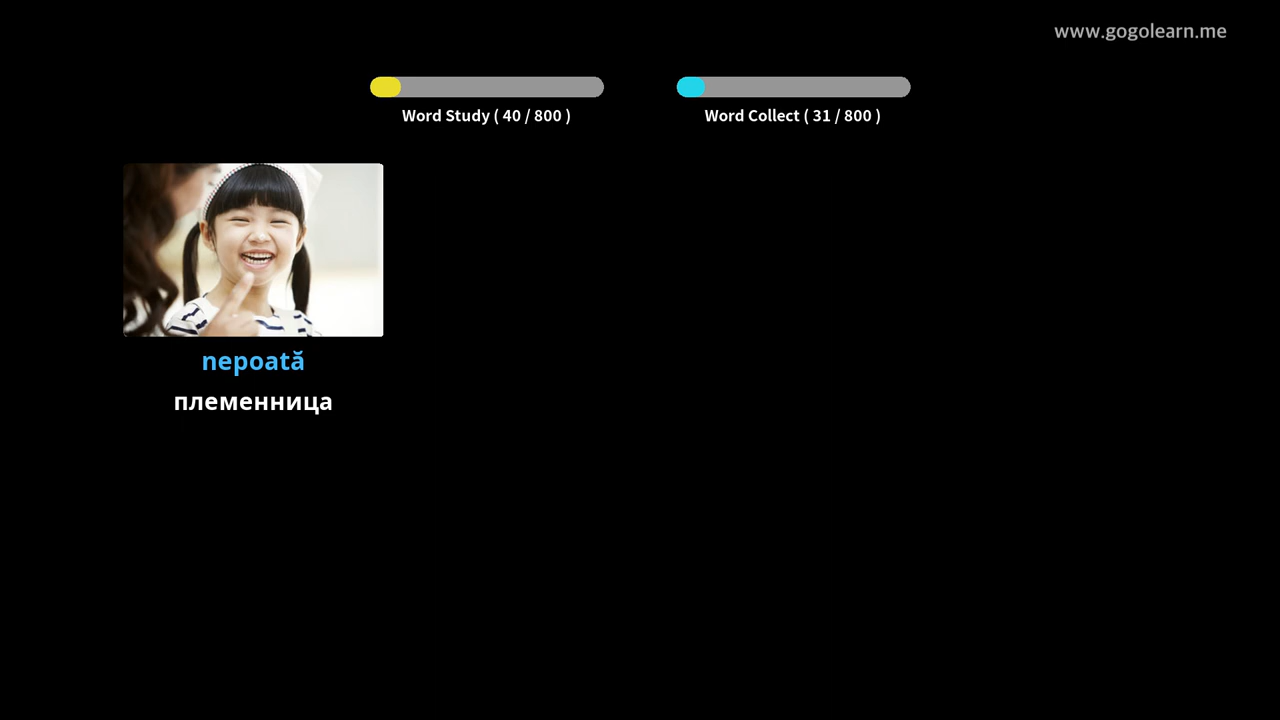 www.gogolearn.me
Word Study ( 40 / 800 )
Word Collect ( 31 / 800 )
nepoată
племенница